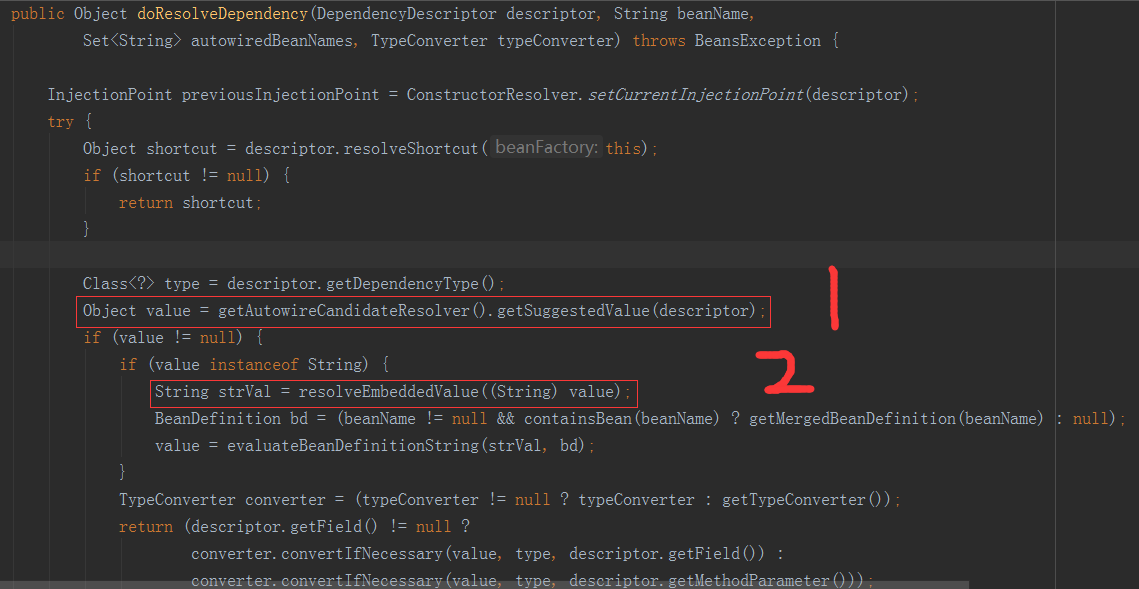 public Object doResolveDependency(DependencyDescriptor descriptor, String beanName,
Set<String> autowiredBeanNames, TypeConverter typeConverter) throws BeansException {
InjectionPoint previousInjectionPoint = ConstructorResolver.setCurrentInjectionPoint(descriptor);
try {
Object shortcut = descriptor.resolveShortcut( beanFactory: this);
if (shortcut != null) {
return shortcut;
}
Class<?> type = descriptor.getDependencyType();
Object value = getAutowireCandidateResolver().getSuggestedValue(descriptor);
1
if (value != null) {
if (value instanceof String) {
String strVal = resolveEmbeddedValue((String) value);
2
BeanDefinition bd = (beanName != null && containsBean(beanName) ? getMergedBeanDefinition(beanName) : null);
value = evaluateBeanDefinitionString(strVal, bd);
}
TypeConverter converter = (typeConverter != null ? typeConverter : getTypeConverter());
return (descriptor.getField() != null ?
converter.convertIfNecessary(value, type, descriptor.getField()) :
converter.convertIfNecessary(value, type, descriptor.getMethodParameter()));